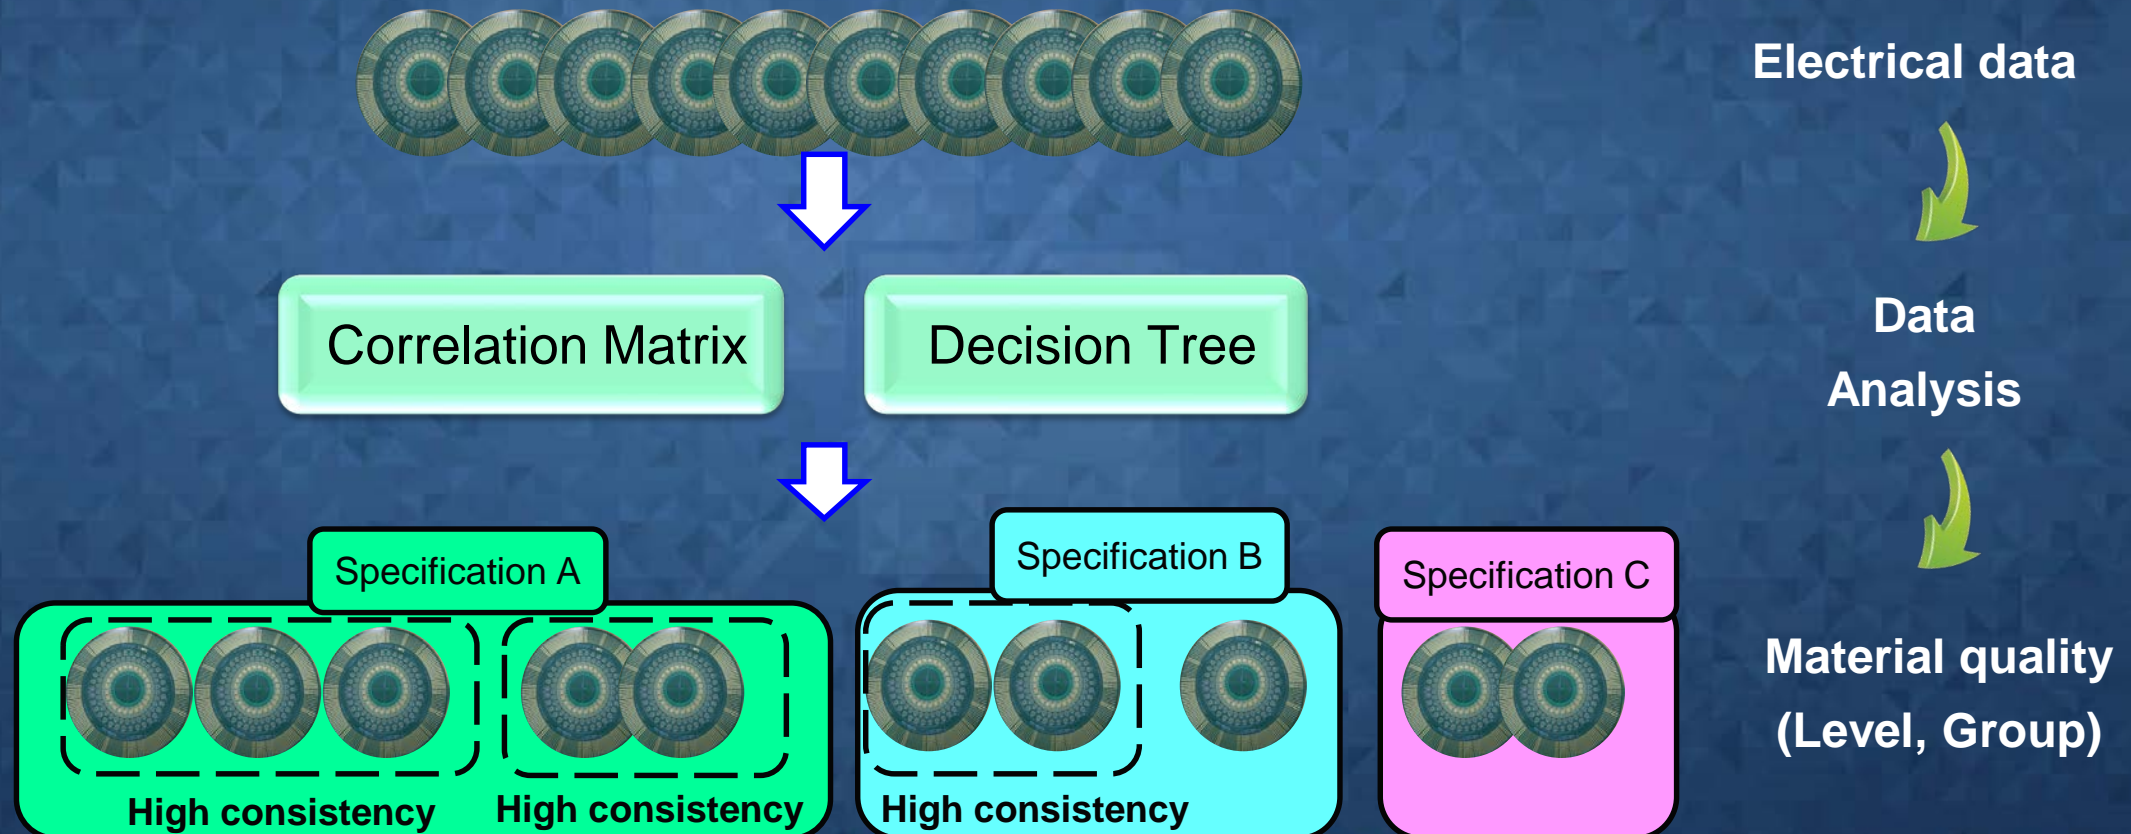 Electrical data
Correlation Matrix
Decision Tree
Data
Analysis
Specification A
Specification B
Specification C
Material quality
(Level, Group)
High consistency
High consistency
High consistency